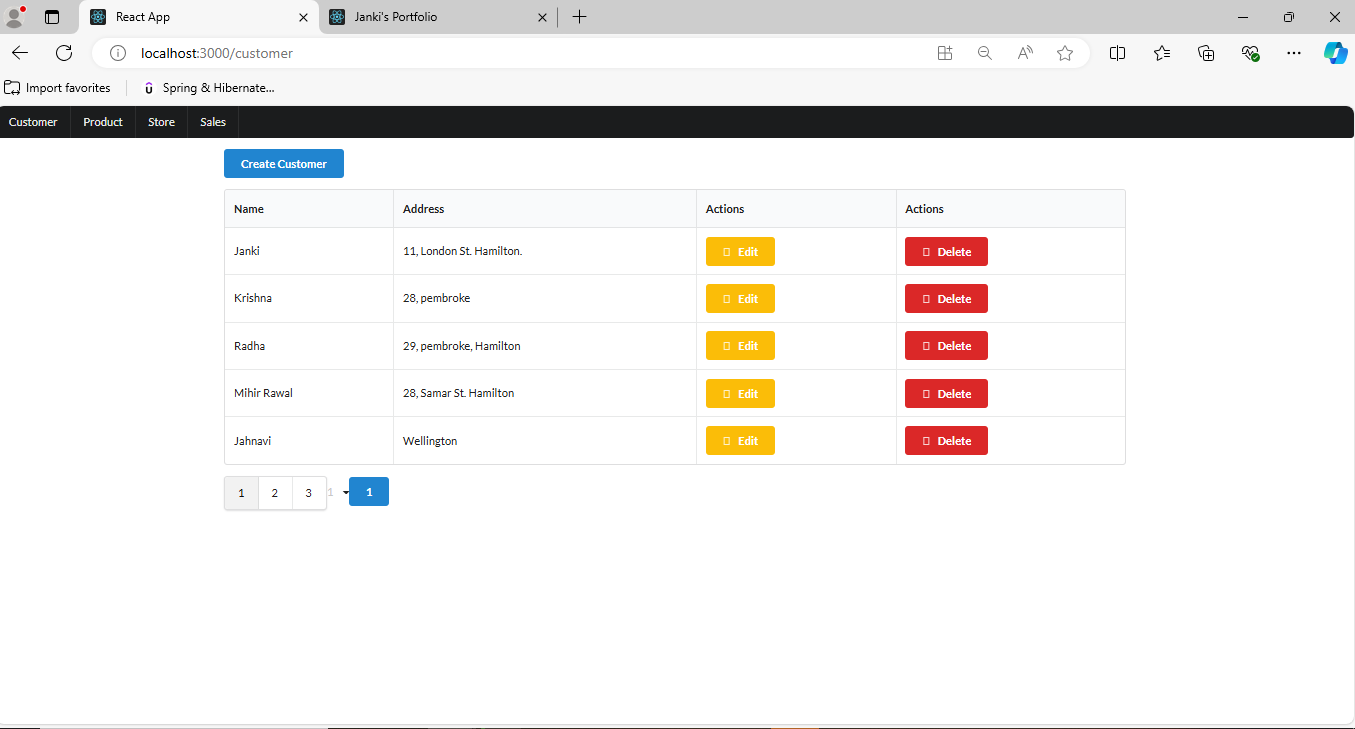 React App
Janki's Portfolio
localhost:3000/customer
Import favorites
Spring & Hibernate...
Customer Product Store Sales
Create Customer
Name Address Actions Actions
Janki 11, London St. Hamilton. Edit Delete
Krishna 28, pembroke Edit Delete
Radha 29, pembroke, Hamilton Edit Delete
Mihir Rawal 28, Samar St. Hamilton Edit Delete
Jahnavi Wellington Edit Delete
1 2 3 1 1